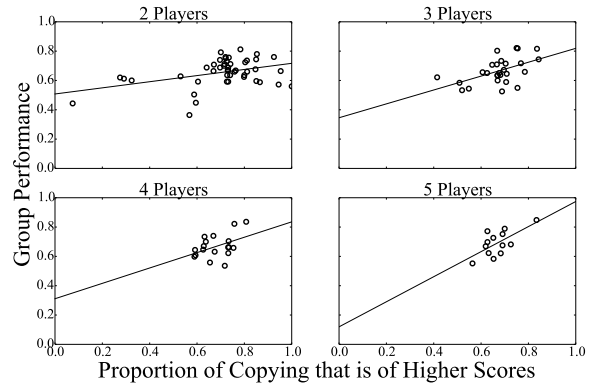 2 Players
3 Players
1.0
0.8
0.6
0.4
0.2
0.0
4 Players
5 Players
1.0
0.8
0.6
0.4
0.2
0.0
0.0 0.2 0.4 0.6 0.8 1.0
0.0 0.2 0.4 0.6 0.8 1.0
Group Performance
Proportion of Copying that is of Higher Scores